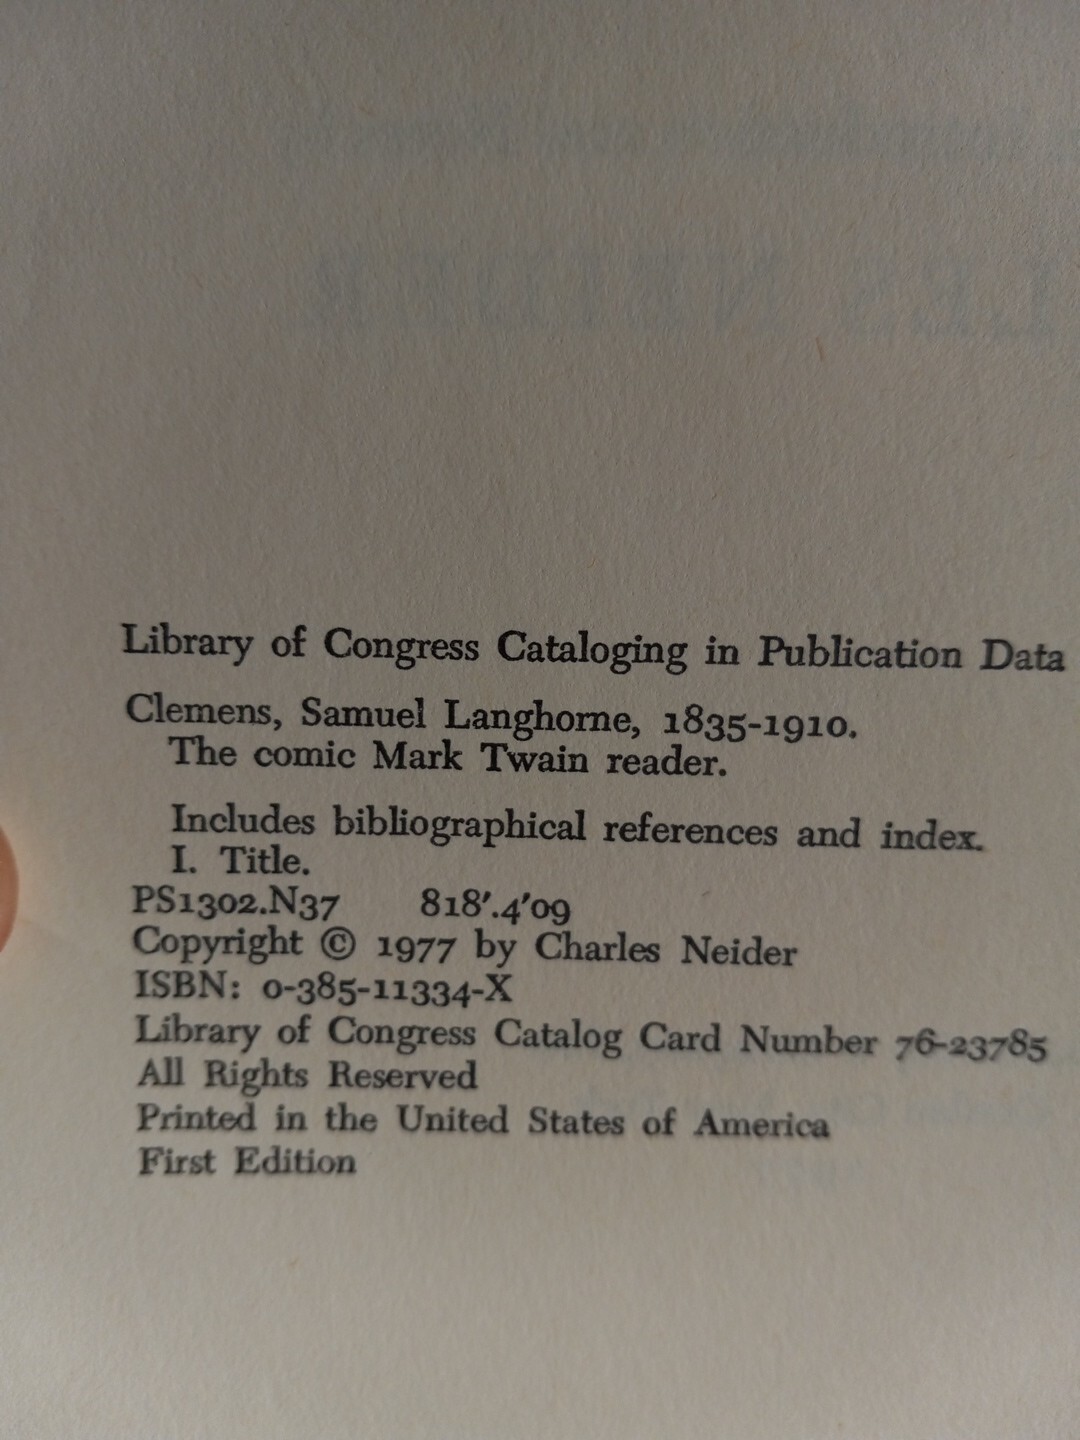 Library of Congress Cataloging in Publication Data
Clemens, Samuel Langhorne, 1835-1910.
The comic Mark Twain reader.
Includes bibliographical references and index.
I. Title.
PS1302.N37 818'.4'09
Copyright © 1977 by Charles Neider
ISBN: 0-385-11334-X
Library of Congress Catalog Card Number 76-23785
All Rights Reserved
Printed in the United States of America
First Edition